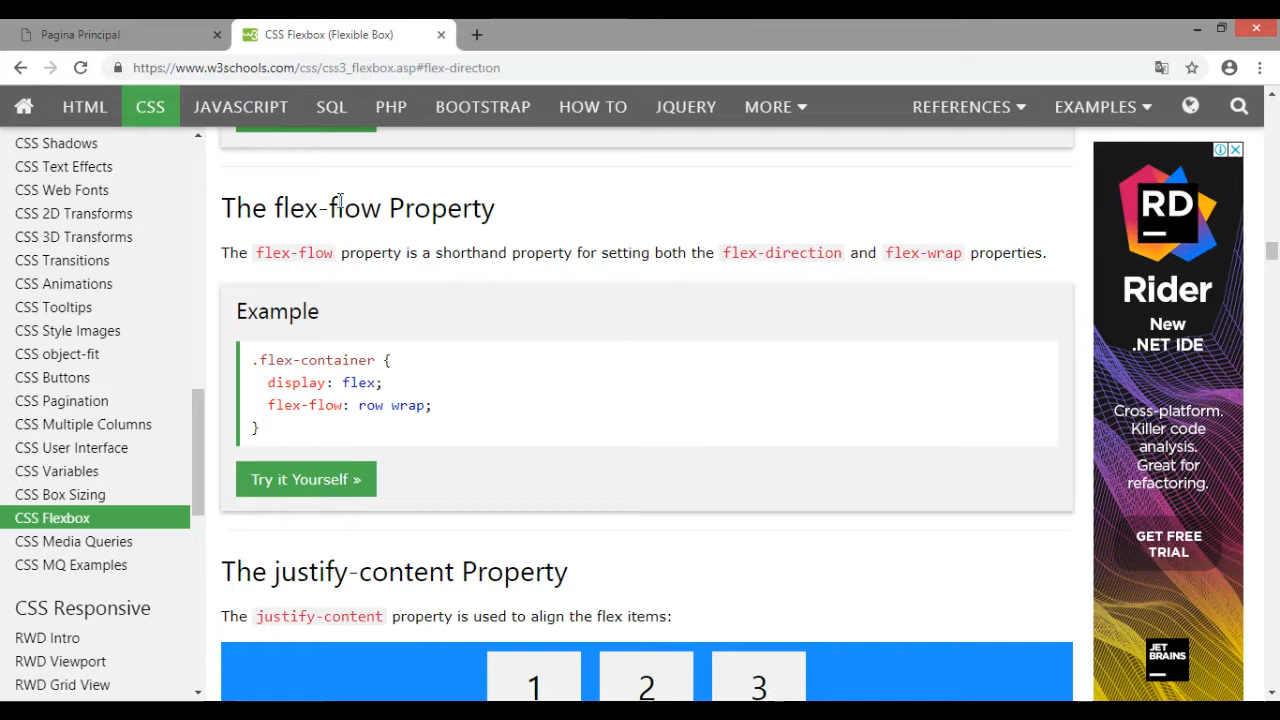 Pagina Principal
CSS Flexbox (Flexible Box)
https://www.w3schools.com/css/css3_flexbox.asp#flex-direction
HTML CSS JAVASCRIPT SQL PHP BOOTSTRAP HOW TO JQUERY MORE REFERENCES EXAMPLES
CSS Shadows
CSS Text Effects
CSS Web Fonts
CSS 2D Transforms
CSS 3D Transforms
CSS Transitions
CSS Animations
CSS Tooltips
CSS Style Images
CSS object-fit
CSS Buttons
CSS Pagination
CSS Multiple Columns
CSS User Interface
CSS Variables
CSS Box Sizing
CSS Flexbox
CSS Media Queries
CSS MQ Examples
CSS Responsive
RWD Intro
RWD Viewport
RWD Grid View
The flex-flow Property
The flex-flow property is a shorthand property for setting both the flex-direction and flex-wrap properties.
Example
.flex-container {
display: flex;
flex-flow: row wrap;
}
Try it Yourself »
The justify-content Property
The justify-content property is used to align the flex items:
1 2 3
RD
Rider
New
.NET IDE
Cross-platform.
Killer code
analysis.
Great for
refactoring.
GET FREE
TRIAL
JET
BRAINS